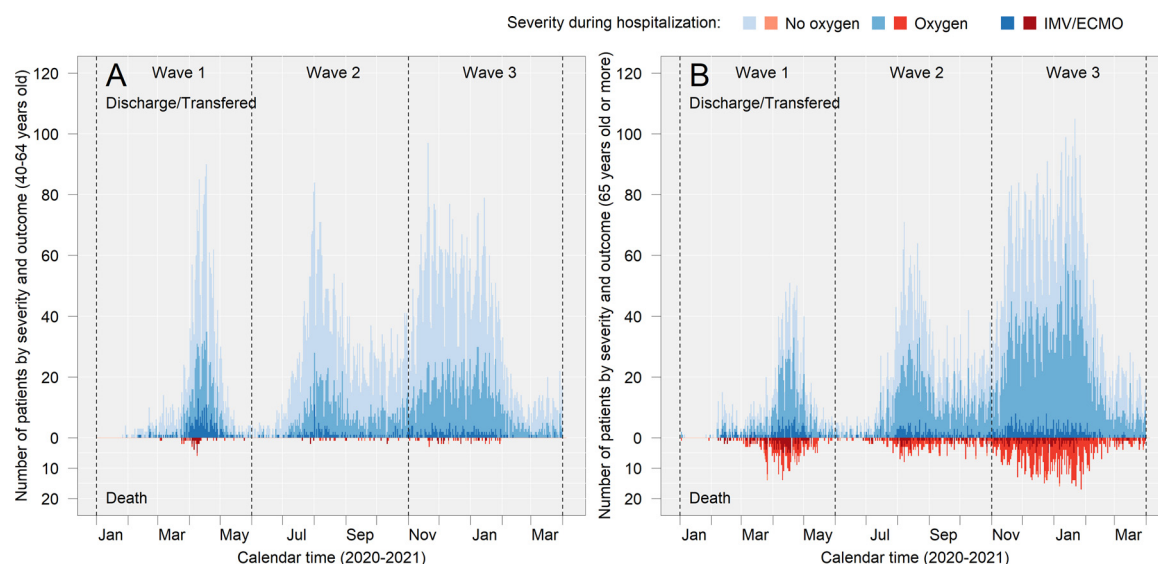 Severity during hospitalization: No oxygen Oxygen IMV/ECMO
Number of patients by severity and outcome (40-64 years old)
A
Wave 1 Wave 2 Wave 3
Discharge/Transfered
120
100
80
60
40
20
0
10
20
Death
Jan Mar May Jul Sep Nov Jan Mar
Calendar time (2020-2021)
Number of patients by severity and outcome (65 years old or more)
B
Wave 1 Wave 2 Wave 3
Discharge/Transfered
120
100
80
60
40
20
0
10
20
Death
Jan Mar May Jul Sep Nov Jan Mar
Calendar time (2020-2021)